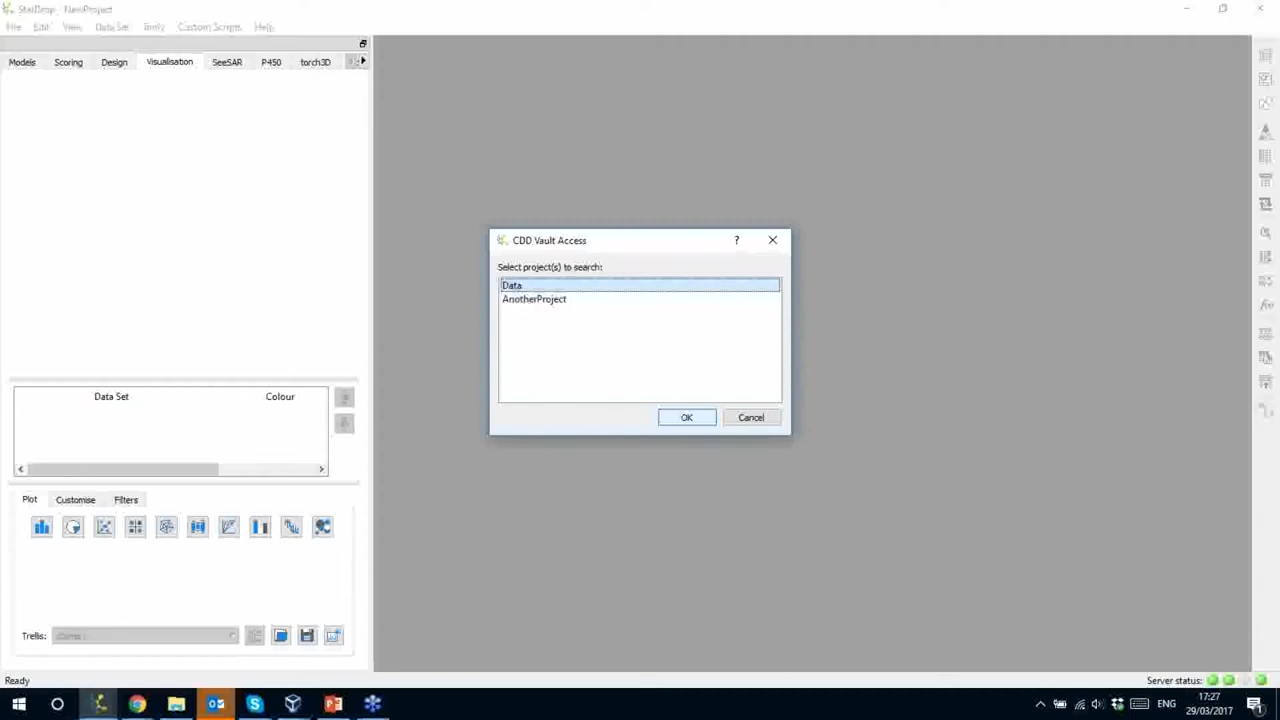 StarDrop - NewProject
File Edit View Data Set Tools Custom Scripts Help
Models Scoring Design Visualisation SeeSAR P450 torch3D
CDD Vault Access
Select project(s) to search:
Data
AnotherProject
OK Cancel
Data Set Colour
Plot Customise Filters
Trellis:
Ready
Server status:
ENG
17:27
29/03/2017